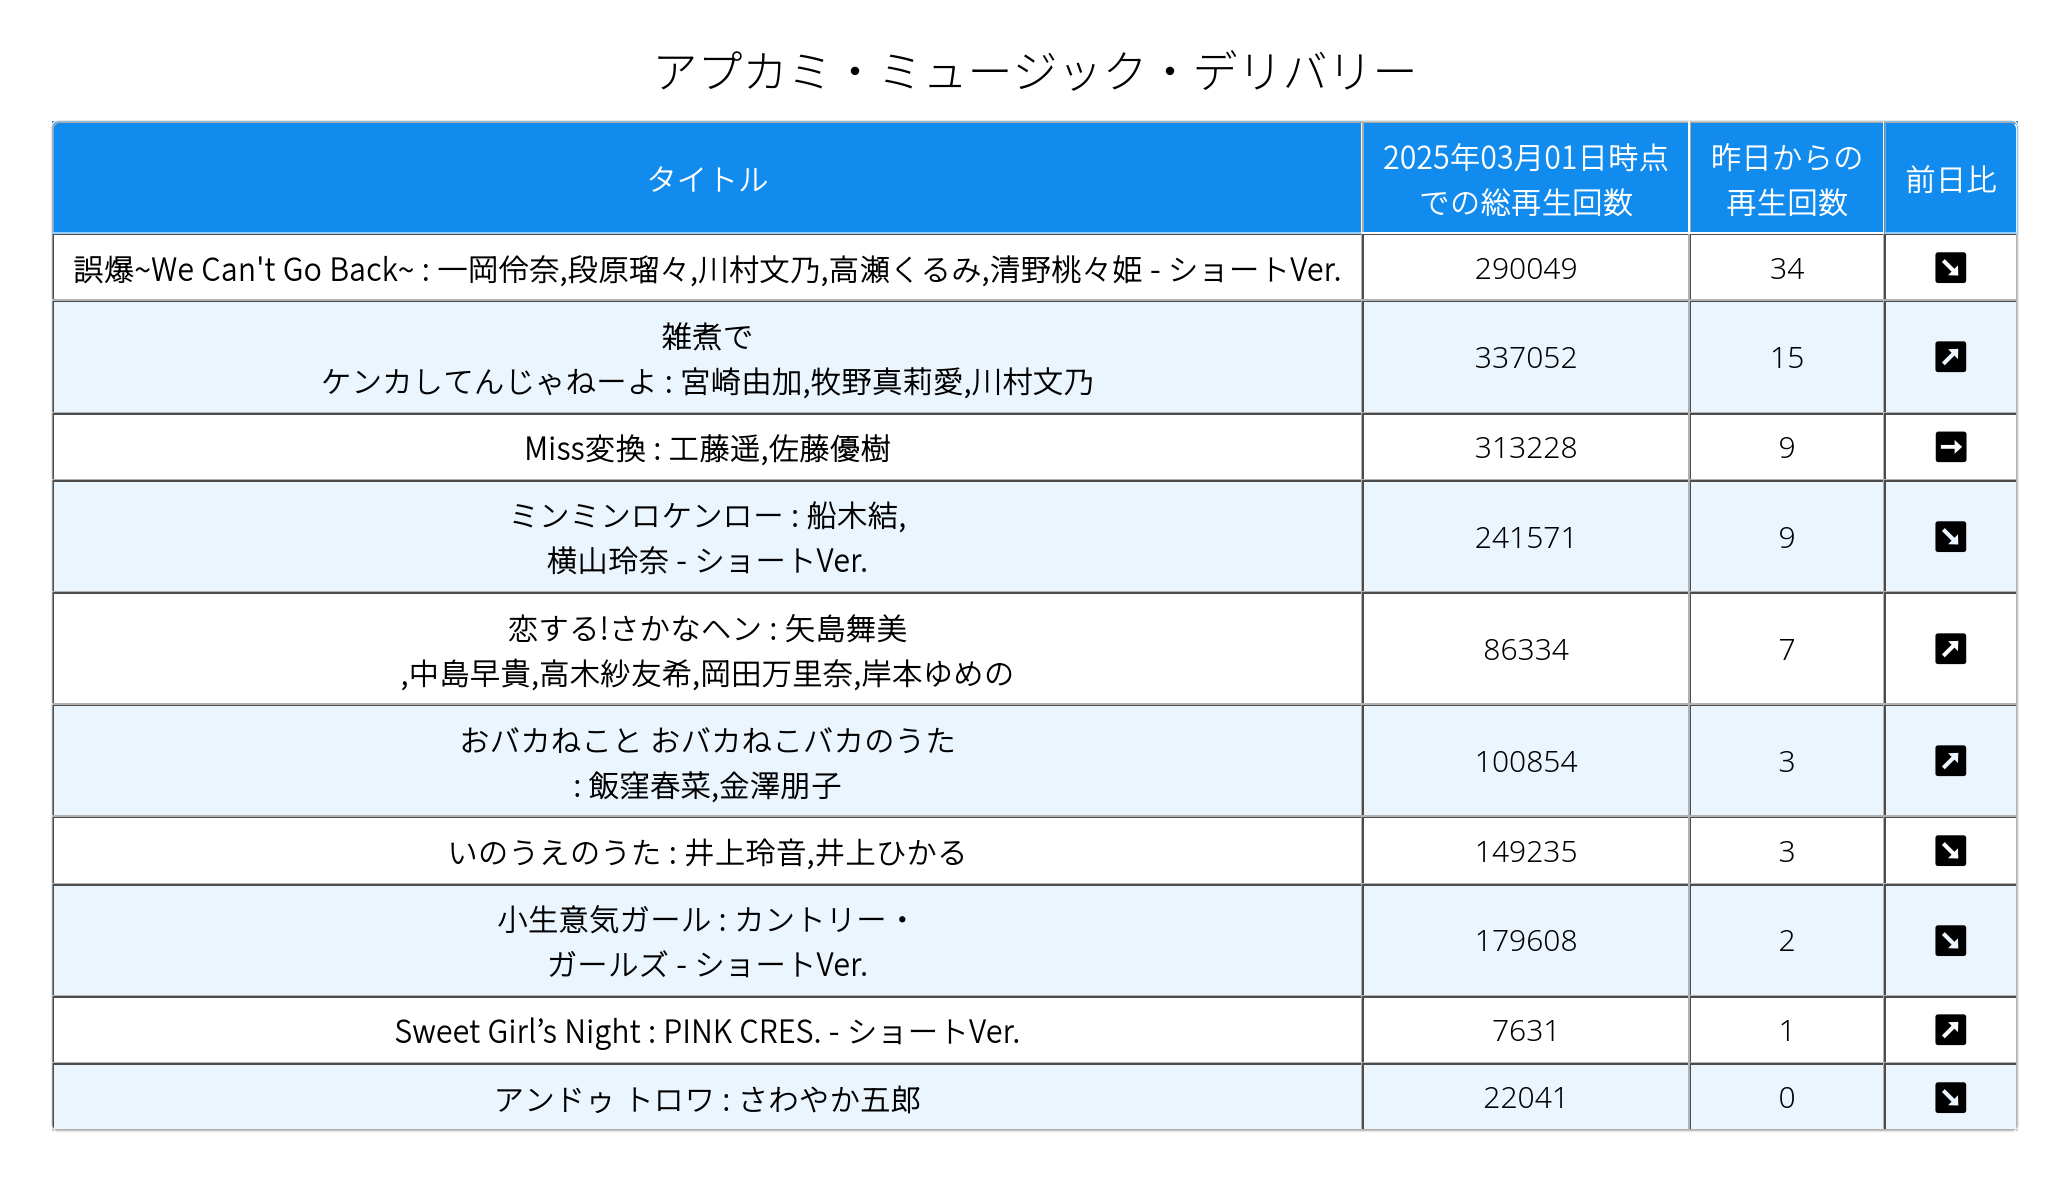 アプカミ・ミュージック・デリバリー
タイトル
2025年03月01日時点
での総再生回数
昨日からの
再生回数
前日比
誤爆~We Can't Go Back~ : 一岡伶奈,段原瑠々,川村文乃,高瀬くるみ,清野桃々姫 - ショートVer.
290049
34
雑煮で
ケンカしてんじゃねーよ : 宮崎由加,牧野真莉愛,川村文乃
337052
15
Miss変換 : 工藤遥,佐藤優樹
313228
9
ミンミンロケンロー : 船木結,
横山玲奈 - ショートVer.
241571
9
恋する!さかなヘン : 矢島舞美
,中島早貴,高木紗友希,岡田万里奈,岸本ゆめの
86334
7
おバカねこと おバカねこバカのうた
: 飯窪春菜,金澤朋子
100854
3
いのうえのうた : 井上玲音,井上ひかる
149235
3
小生意気ガール : カントリー・
ガールズ - ショートVer.
179608
2
Sweet Girl’s Night : PINK CRES. - ショートVer.
7631
1
アンドゥ トロワ : さわやか五郎
22041
0